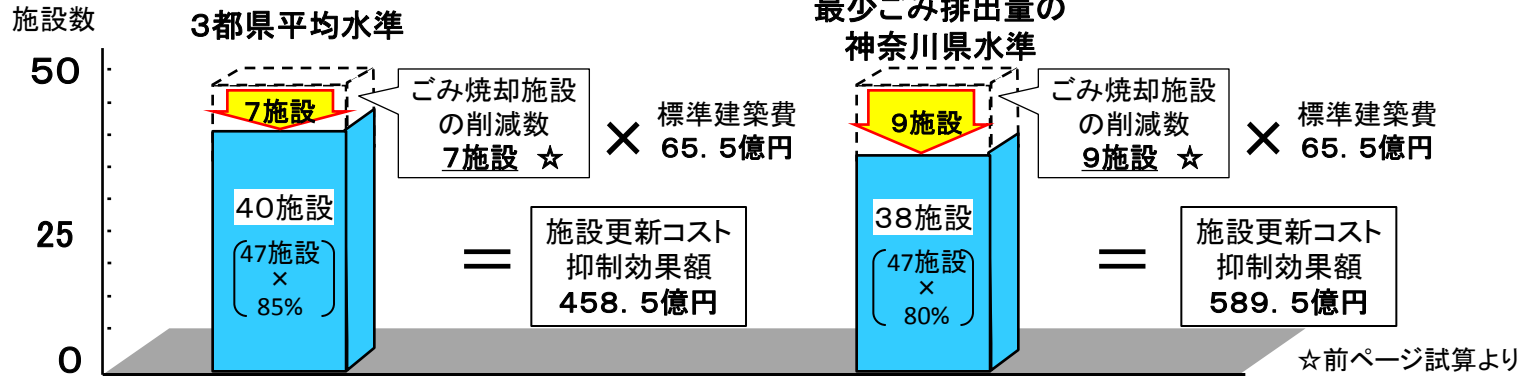 施設数
50
25
0
3都県平均水準
7施設
40施設
47施設
×
85%
ごみ焼却施設
の削減数
7施設 ☆
×
標準建築費
65.5億円
=
施設更新コスト
抑制効果額
458.5億円
最少ごみ排出量の
神奈川県水準
9施設
38施設
47施設
×
80%
ごみ焼却施設
の削減数
9施設 ☆
×
標準建築費
65.5億円
=
施設更新コスト
抑制効果額
589.5億円
☆前ページ試算より